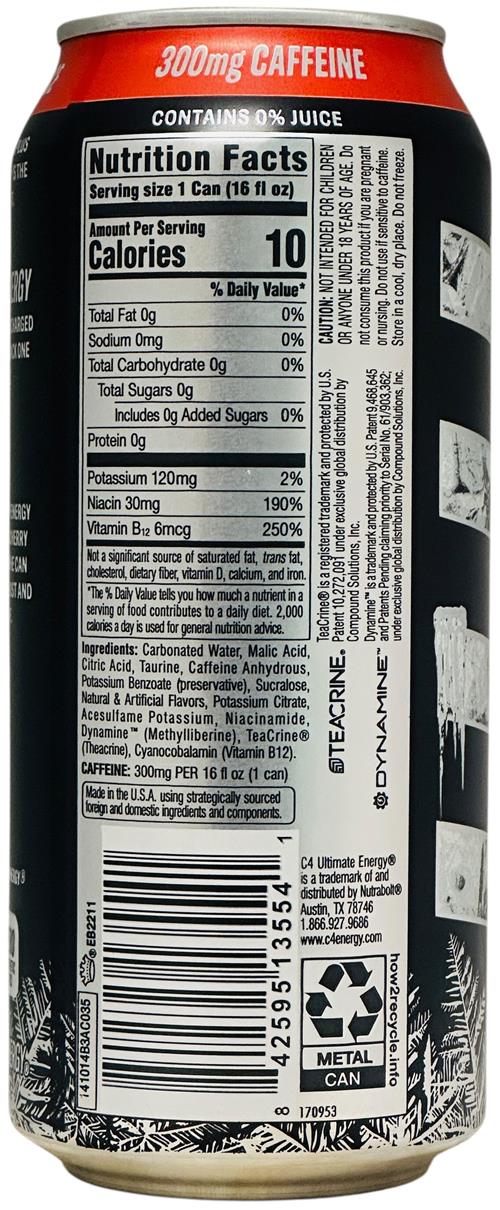 300mg CAFFEINE
CONTAINS 0% JUICE
Nutrition Facts
Serving size 1 Can (16 fl oz)
Amount Per Serving
Calories 10
% Daily Value*
Total Fat 0g 0%
Sodium 0mg 0%
Total Carbohydrate 0g 0%
Total Sugars 0g
Includes 0g Added Sugars 0%
Protein 0g
Potassium 120mg 2%
Niacin 30mg 190%
Vitamin B12 6mcg 250%
Not a significant source of saturated fat, trans fat,
cholesterol, dietary fiber, vitamin D, calcium, and iron.
*The % Daily Value tells you how much a nutrient in a
serving of food contributes to a daily diet. 2,000
calories a day is used for general nutrition advice.
Ingredients: Carbonated Water, Malic Acid,
Citric Acid, Taurine, Caffeine Anhydrous,
Potassium Benzoate (preservative), Sucralose,
Natural & Artificial Flavors, Potassium Citrate,
Acesulfame Potassium, Niacinamide,
Dynamine™ (Methylliberine), TeaCrine®
(Theacrine), Cyanocobalamin (Vitamin B12).
CAFFEINE: 300mg PER 16 fl oz (1 can)
Made in the U.S.A. using strategically sourced
foreign and domestic ingredients and components.
CAUTION: NOT INTENDED FOR CHILDREN
OR ANYONE UNDER 18 YEARS OF AGE. Do
not consume this product if you are pregnant
or nursing. Do not use if sensitive to caffeine.
Store in a cool, dry place. Do not freeze.
TEACRINE®
TeaCrine® is a registered trademark and protected by U.S.
Patent 10,272,091 under exclusive global distribution by
Compound Solutions, Inc.
DYNAMINE™
Dynamine™ is a trademark and protected by U.S. Patent 9,468,645
and Patents Pending claiming priority to Serial No. 61/903,362;
under exclusive global distribution by Compound Solutions, Inc.
141014B3AC035
® EB2211
42595 13554 1
C4 Ultimate Energy®
is a trademark of and
distributed by Nutrabolt®
Austin, TX 78746
1.866.927.9686
www.c4energy.com
METAL
CAN
how2recycle.info
170953